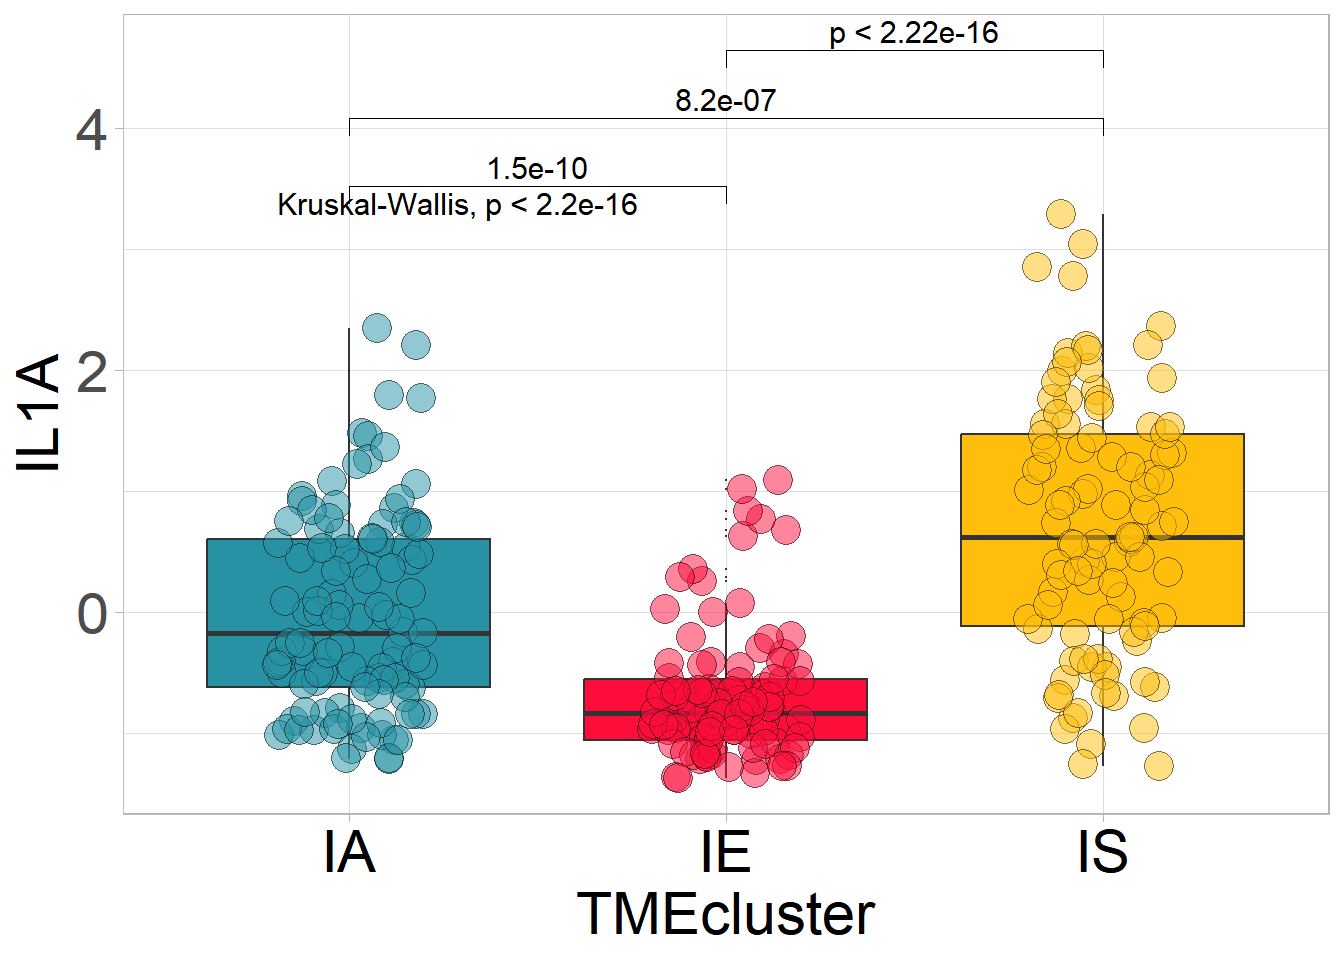 p < 2.22e-16
8.2e-07
4
1.5e-10
Kruskal-Wallis, p < 2.2e-16
IL1A
2
0
IA IE IS
TMEcluster